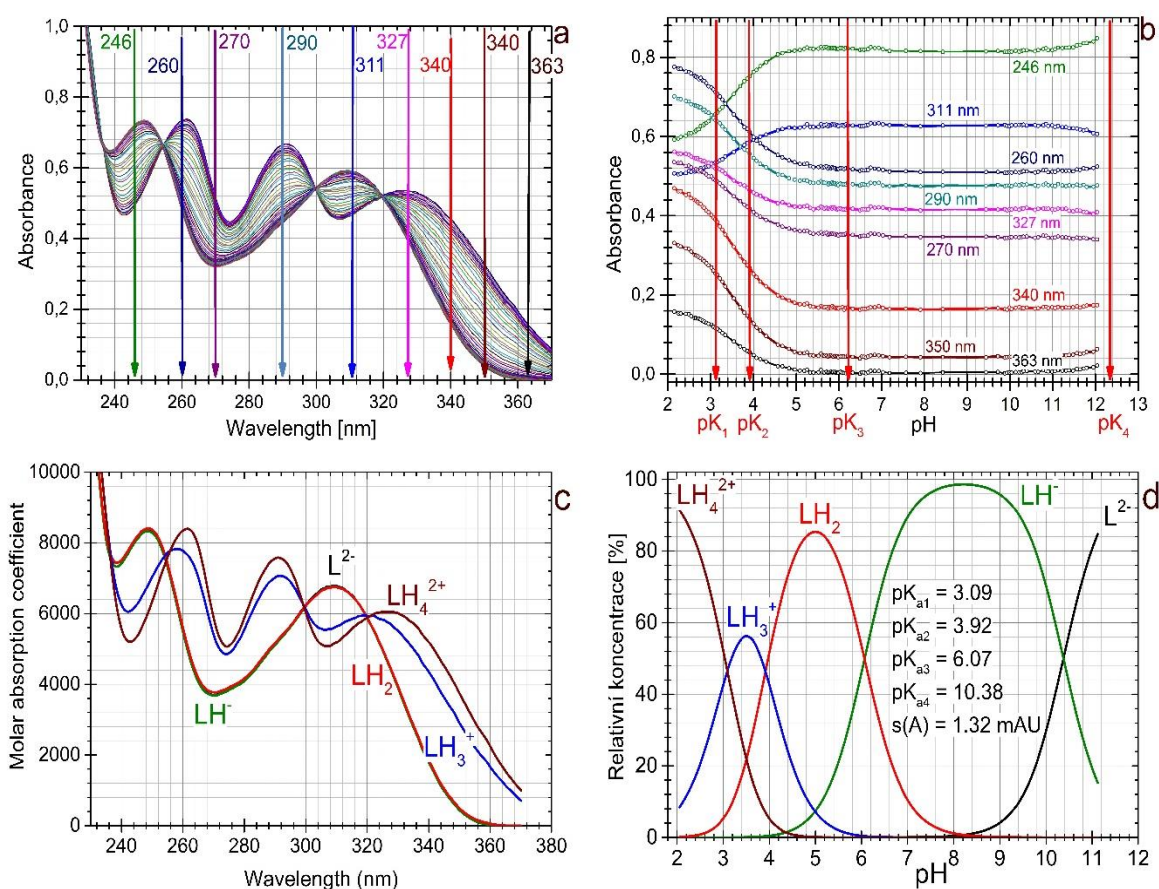 a
246
270
290
327
340
260
311
340
363
1,0
0,8
0,6
0,4
0,2
0,0
Absorbance
240 260 280 300 320 340 360
Wavelength [nm]
b
0,8
0,6
0,4
0,2
0,0
Absorbance
246 nm
311 nm
260 nm
290 nm
327 nm
270 nm
340 nm
350 nm
363 nm
2 3 4 5 6 7 8 9 10 11 12 13
pK₁ pK₂ pK₃ pH pK₄
c
10000
8000
6000
4000
2000
0
Molar absorption coefficient
L²⁻
LH₄²⁺
LH₂
LH⁻
LH₃⁺
240 260 280 300 320 340 360 380
Wavelength (nm)
d
100
80
60
40
20
0
Relativní koncentrace [%]
LH₄²⁺
LH₂
LH⁻
L²⁻
LH₃⁺
pKₐ₁ = 3.09
pKₐ₂ = 3.92
pKₐ₃ = 6.07
pKₐ₄ = 10.38
s(A) = 1.32 mAU
2 3 4 5 6 7 8 9 10 11 12
pH